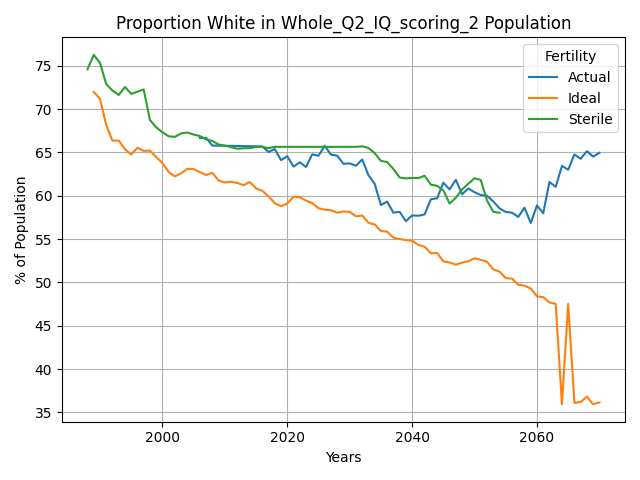 Proportion White in Whole_Q2_IQ_scoring_2 Population
Fertility
Actual
Ideal
Sterile
% of Population
75
70
65
60
55
50
45
40
35
2000
2020
2040
2060
Years